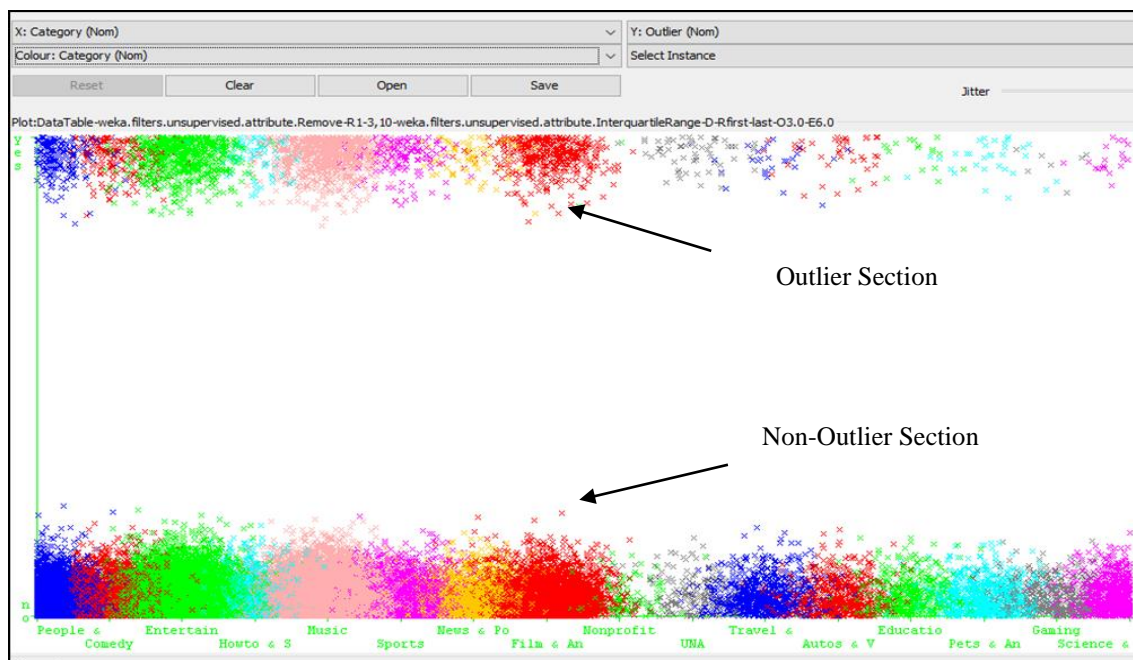 X: Category (Nom) Y: Outlier (Nom)
Colour: Category (Nom) Select Instance
Reset Clear Open Save
Jitter
Plot:DataTable-weka.filters.unsupervised.attribute.Remove-R1-3,10-weka.filters.unsupervised.attribute.InterquartileRange-D-Rfirst-last-O3.0-E6.0
Yes
Outlier Section
Non-Outlier Section
no
People & Entertain Music News & Po Nonprofit Travel & Educatio Gaming
Comedy Howto & S Sports Film & An UNA Autos & V Pets & An Science &